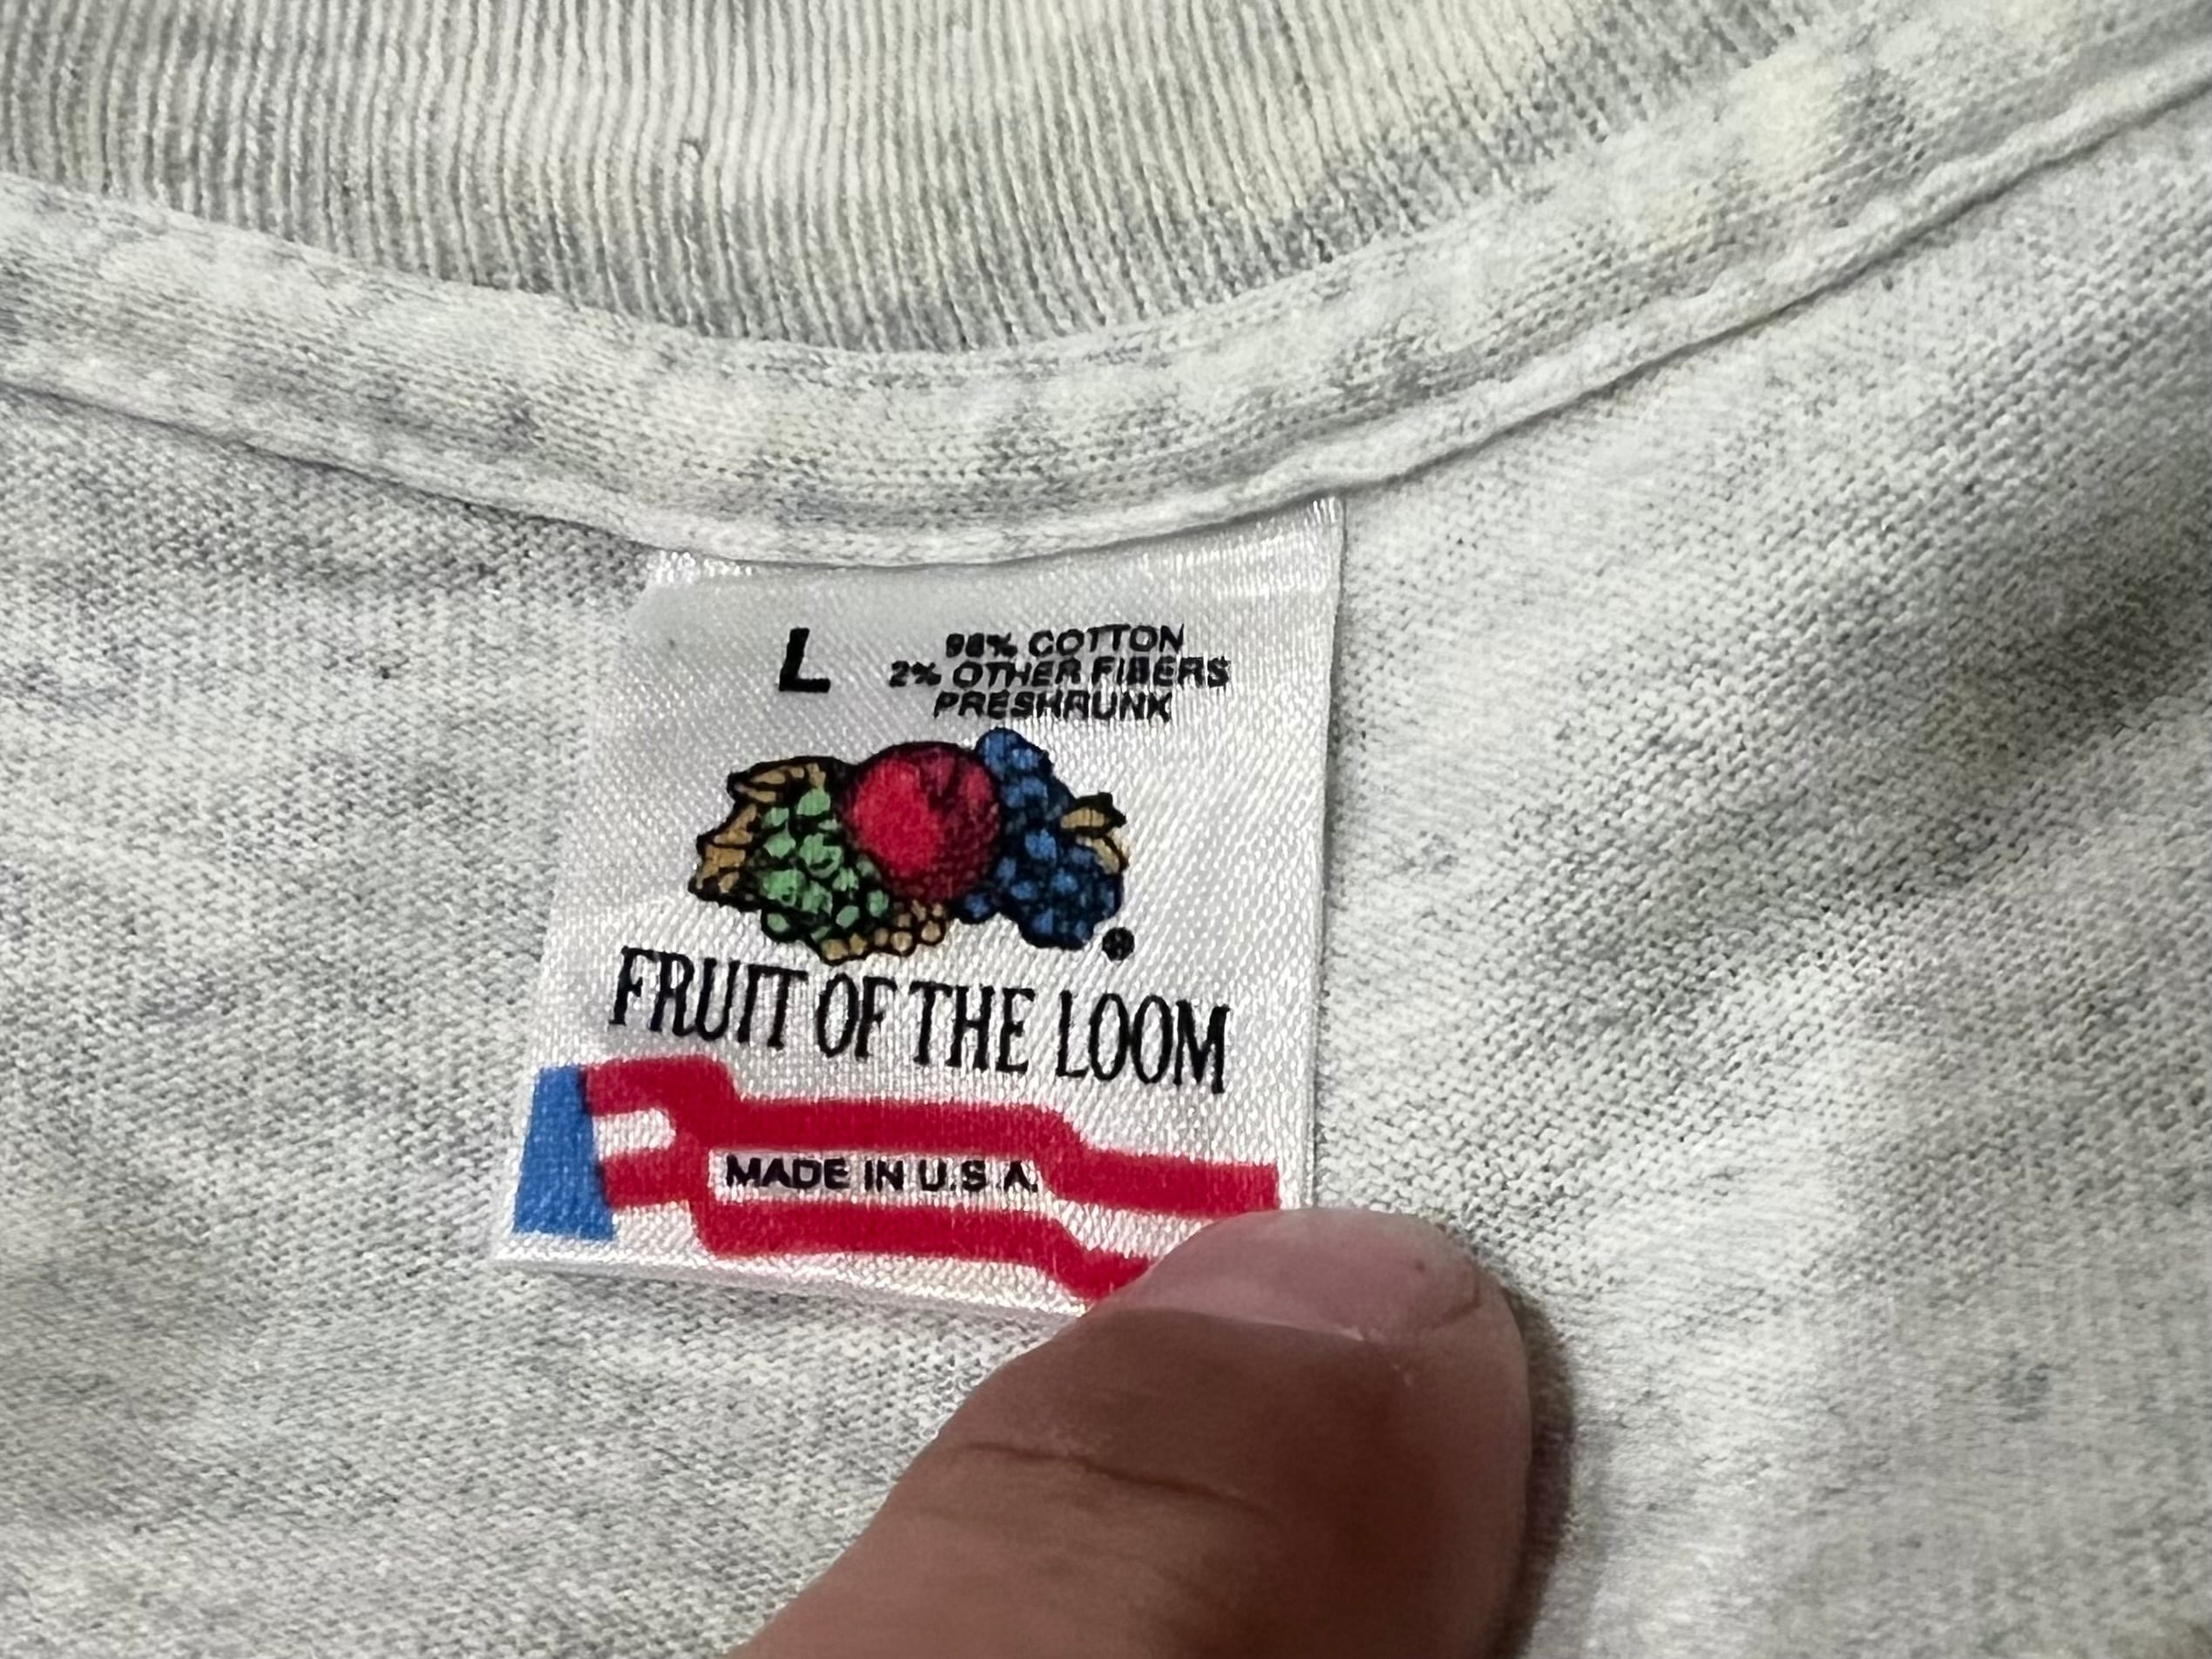 L
98% COTTON
2% OTHER FIBERS
PRESHRUNK
®
FRUIT OF THE LOOM
MADE IN U.S.A.